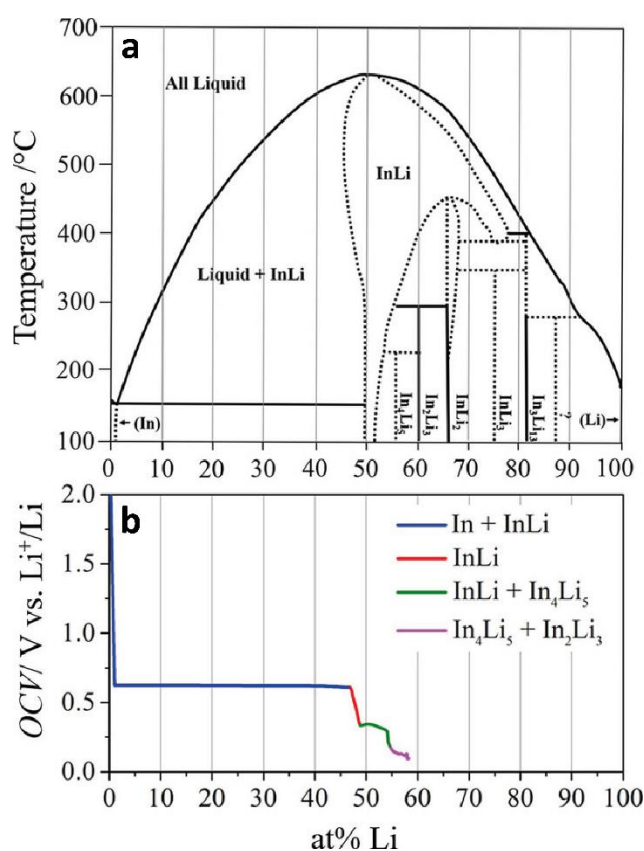 a
700
600
500
400
300
200
100
Temperature /°C
All Liquid
InLi
Liquid + InLi
←(In)
In₄Li₅
In₂Li₃
InLi₂
InLi₃
In₃Li₁₃
?
(Li)→
0 10 20 30 40 50 60 70 80 90 100
b
2.0
1.5
1.0
0.5
0.0
OCV/ V vs. Li⁺/Li
In + InLi
InLi
InLi + In₄Li₅
In₄Li₅ + In₂Li₃
0 10 20 30 40 50 60 70 80 90 100
at% Li